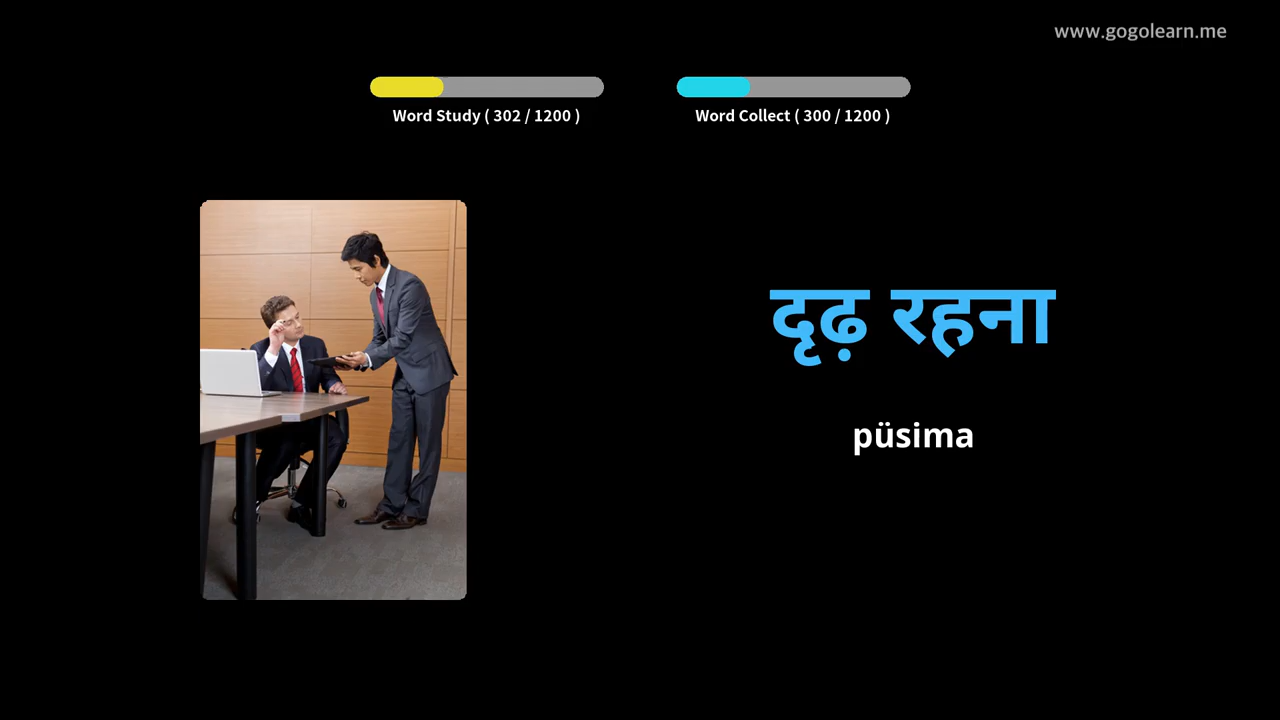 www.gogolearn.me
Word Study ( 302 / 1200 )
Word Collect ( 300 / 1200 )
दृढ़ रहना
püsima